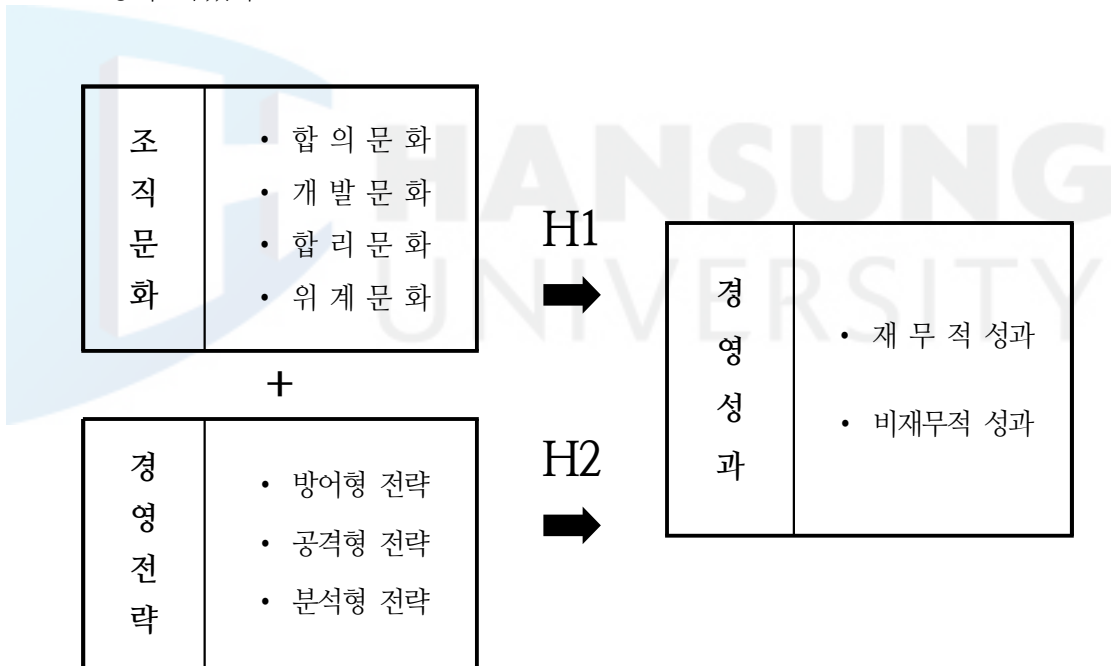 HANSUNG
UNIVERSITY
조
직
문
화
• 합 의 문 화
• 개 발 문 화
• 합 리 문 화
• 위 계 문 화
+
경
영
전
략
• 방어형 전략
• 공격형 전략
• 분석형 전략
H1
H2
경
영
성
과
• 재 무 적 성과
• 비재무적 성과